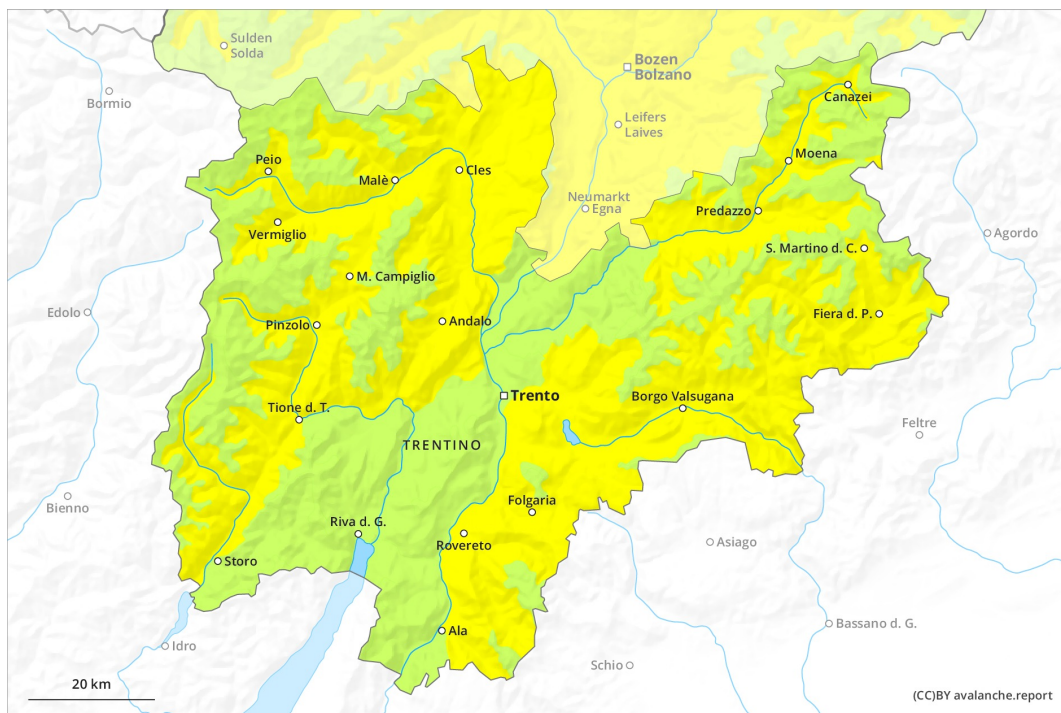 Sulden
Solda
Bozen
Bolzano
Bormio
Canazei
Leifers
Laives
Moena
Peio
Malè
Cles
Neumarkt
Egna
Predazzo
Vermiglio
Agordo
S. Martino d. C.
M. Campiglio
Edolo
Fiera d. P.
Pinzolo
Andalo
Trento
Borgo Valsugana
Tione d. T.
Feltre
TRENTINO
Bienno
Folgaria
Riva d. G.
Asiago
Rovereto
Storo
Bassano d. G.
Ala
Idro
Schio
20 km
(CC)BY avalanche.report